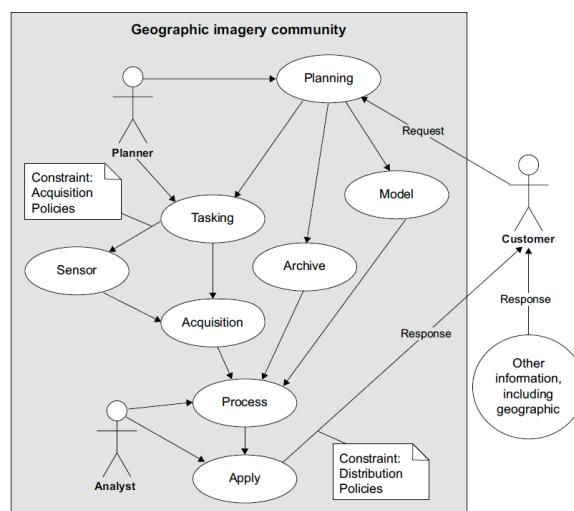 Geographic imagery community
Planning
Request
Planner
Constraint:
Acquisition
Policies
Model
Tasking
Customer
Sensor
Archive
Response
Acquisition
Response
Other
information,
including
geographic
Process
Constraint:
Distribution
Policies
Analyst
Apply